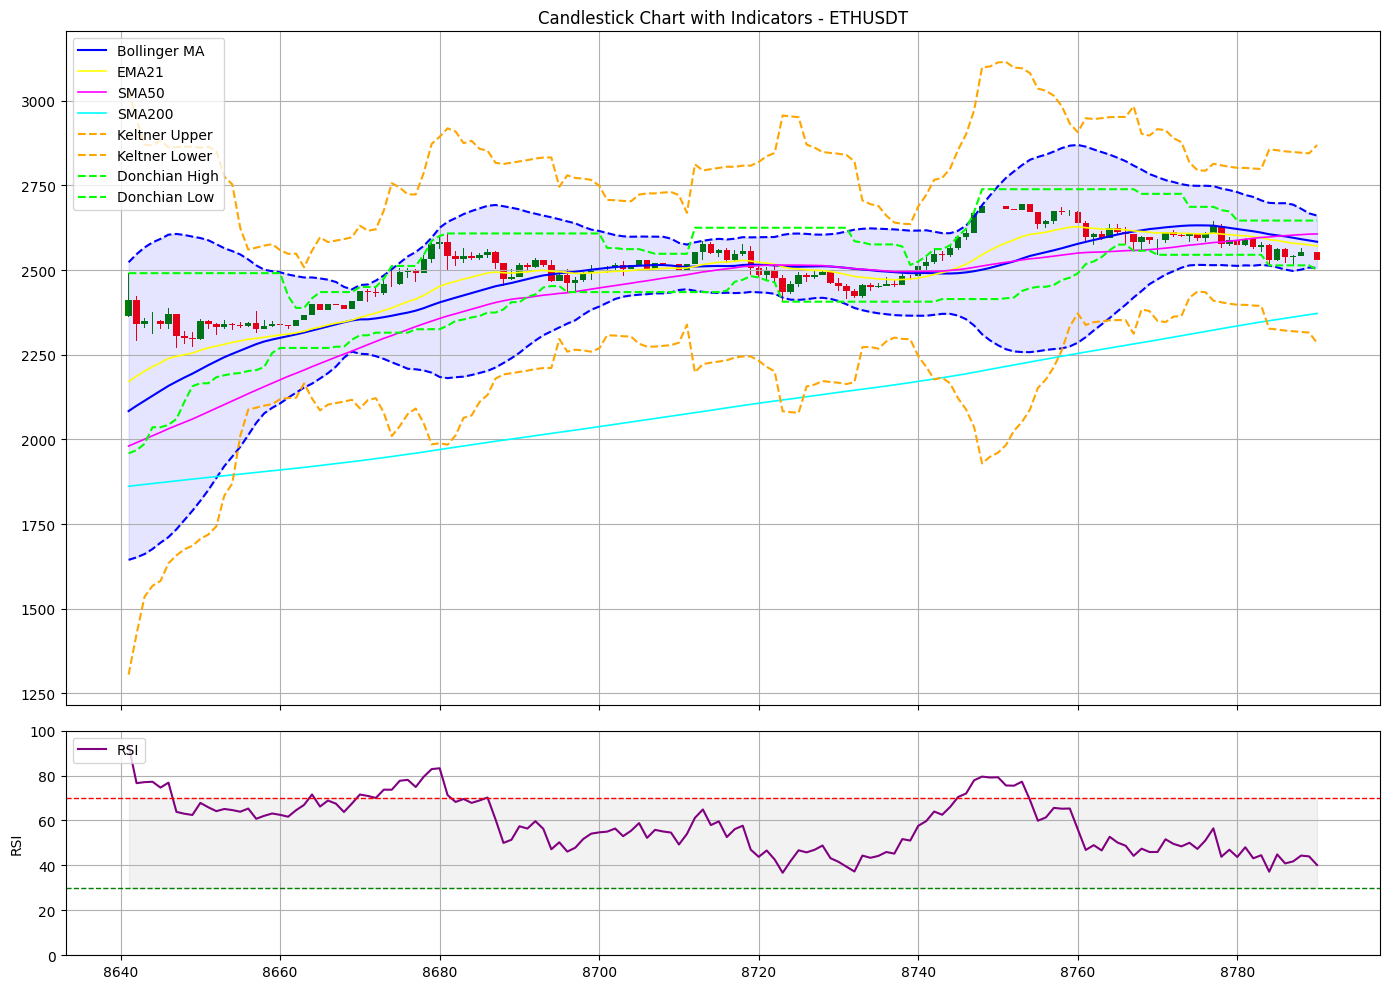 Candlestick Chart with Indicators - ETHUSDT
Bollinger MA
EMA21
SMA50
SMA200
Keltner Upper
Keltner Lower
Donchian High
Donchian Low
3000
2750
2500
2250
2000
1750
1500
1250
RSI
100
80
60
40
20
0
RSI
8640 8660 8680 8700 8720 8740 8760 8780